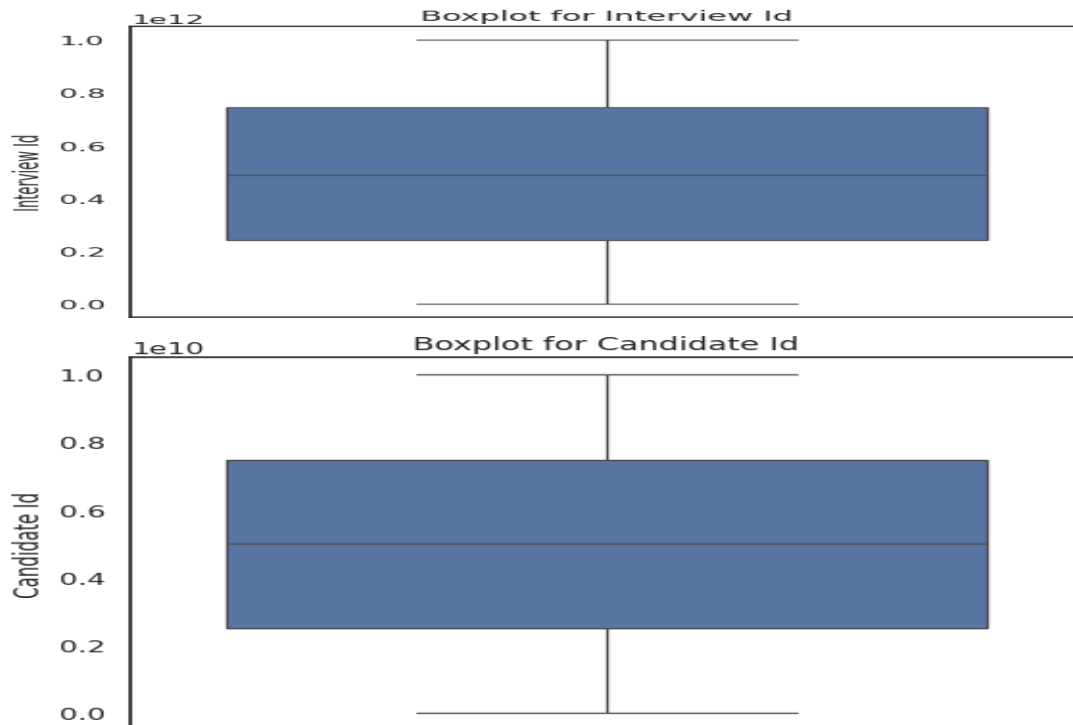 Boxplot for Interview Id
1e12
1.0
0.8
0.6
0.4
0.2
0.0
Interview Id
Boxplot for Candidate Id
1e10
1.0
0.8
0.6
0.4
0.2
0.0
Candidate Id